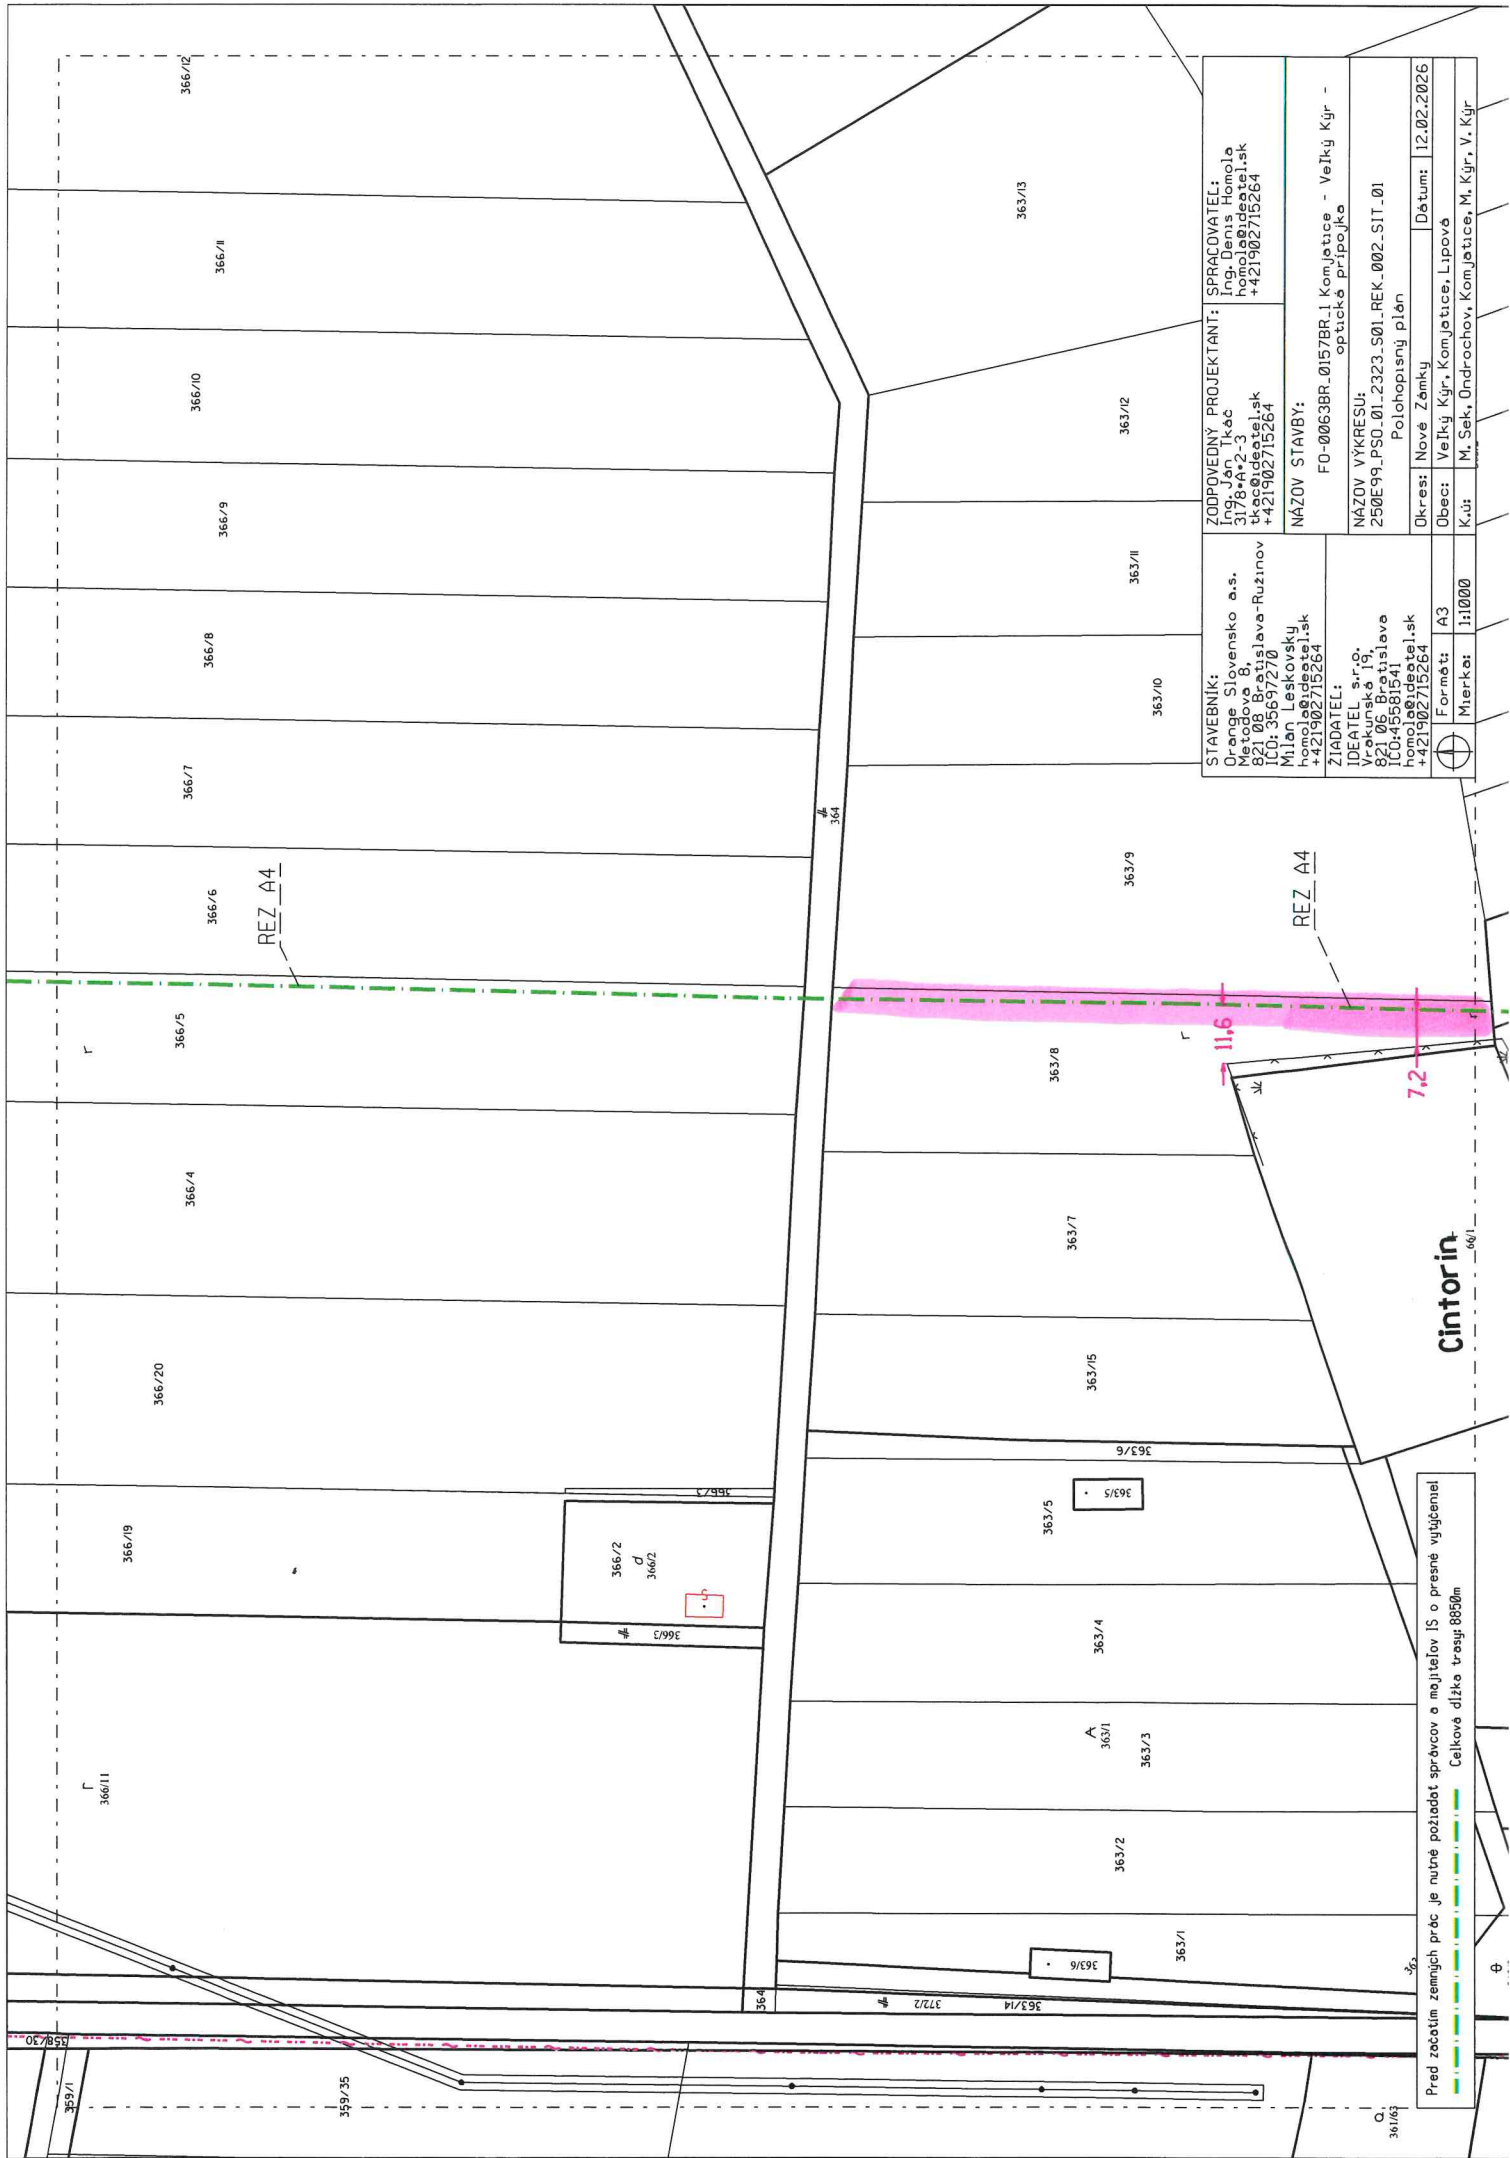 366/12
366/11
366/10
366/9
366/8
366/7
366/6
REZ A4
366/5
r
366/4
366/20
366/19
366/3
366/2
d
366/2
S
366/3
r
366/11
358/30
359/1
359/35
364
364
363/13
363/12
363/11
363/10
363/9
REZ A4
363/8
r
11,6
7,2
363/7
363/15
363/6
363/5
363/5
363/4
A
363/1
363/3
363/2
363/1
363/6
372/2
363/14
Cintorin
66/1
Q
361/63
STAVEBNÍK:
Orange Slovensko a.s.
Metodova 8,
821 08 Bratislava-Ružinov
IČO: 35697270
Milan Leskovsky
homola@ideatel.sk
+421902715264
ŽIADATEĽ:
IDEATEL s.r.o.
Vrakunská 19,
821 06 Bratislava
IČO:45581541
homola@ideatel.sk
+421902715264
Formát: A3
Mierka: 1:1000
ZODPOVEDNÝ PROJEKTANT:
Ing. Ján Tkáč
3178*A*2-3
tkac@ideatel.sk
+421902715264
SPRACOVATEĽ:
Ing. Denis Homola
homola@ideatel.sk
+421902715264
NÁZOV STAVBY:
FO-0063BR_0157BR_1 Komjatice - Veľký Kýr -
optická prípojka
NÁZOV VÝKRESU:
250E99_PSO_01_2323_S01_REK_002_SIT_01
Polohopisný plán
Okres: Nové Zámky Dátum: 12.02.2026
Obec: Veľký Kýr, Komjatice, Lipová
K.ú: M. Sek, Ondrochov, Komjatice, M. Kýr, V. Kýr
Pred začatím zemných prác je nutné požiadať správcov a majiteľov IS o presné vytýčenie!
Celková dĺžka trasy: 8850m